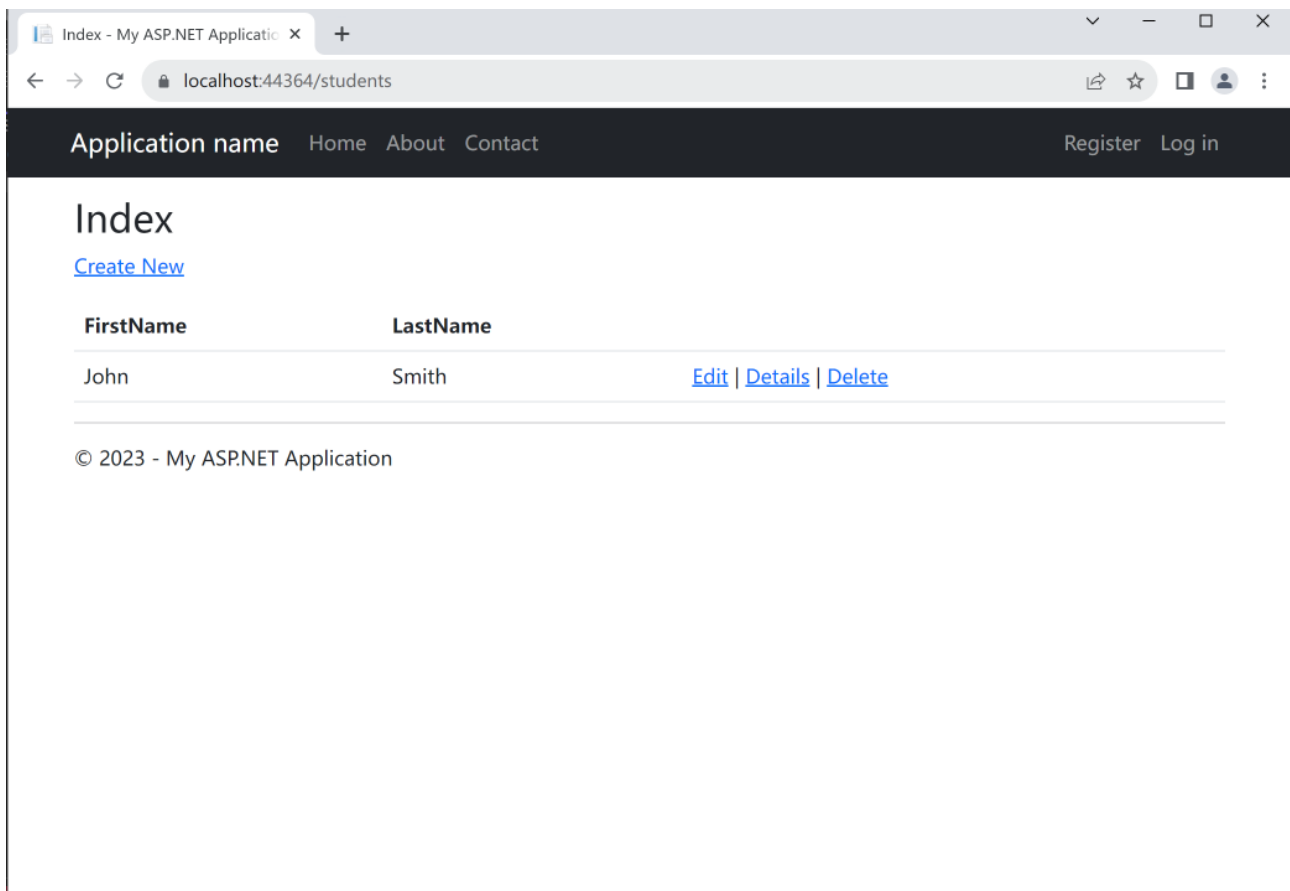 Index - My ASP.NET Applicatio
localhost:44364/students
Application name Home About Contact Register Log in
Index
Create New
FirstName LastName
John Smith Edit | Details | Delete
© 2023 - My ASP.NET Application